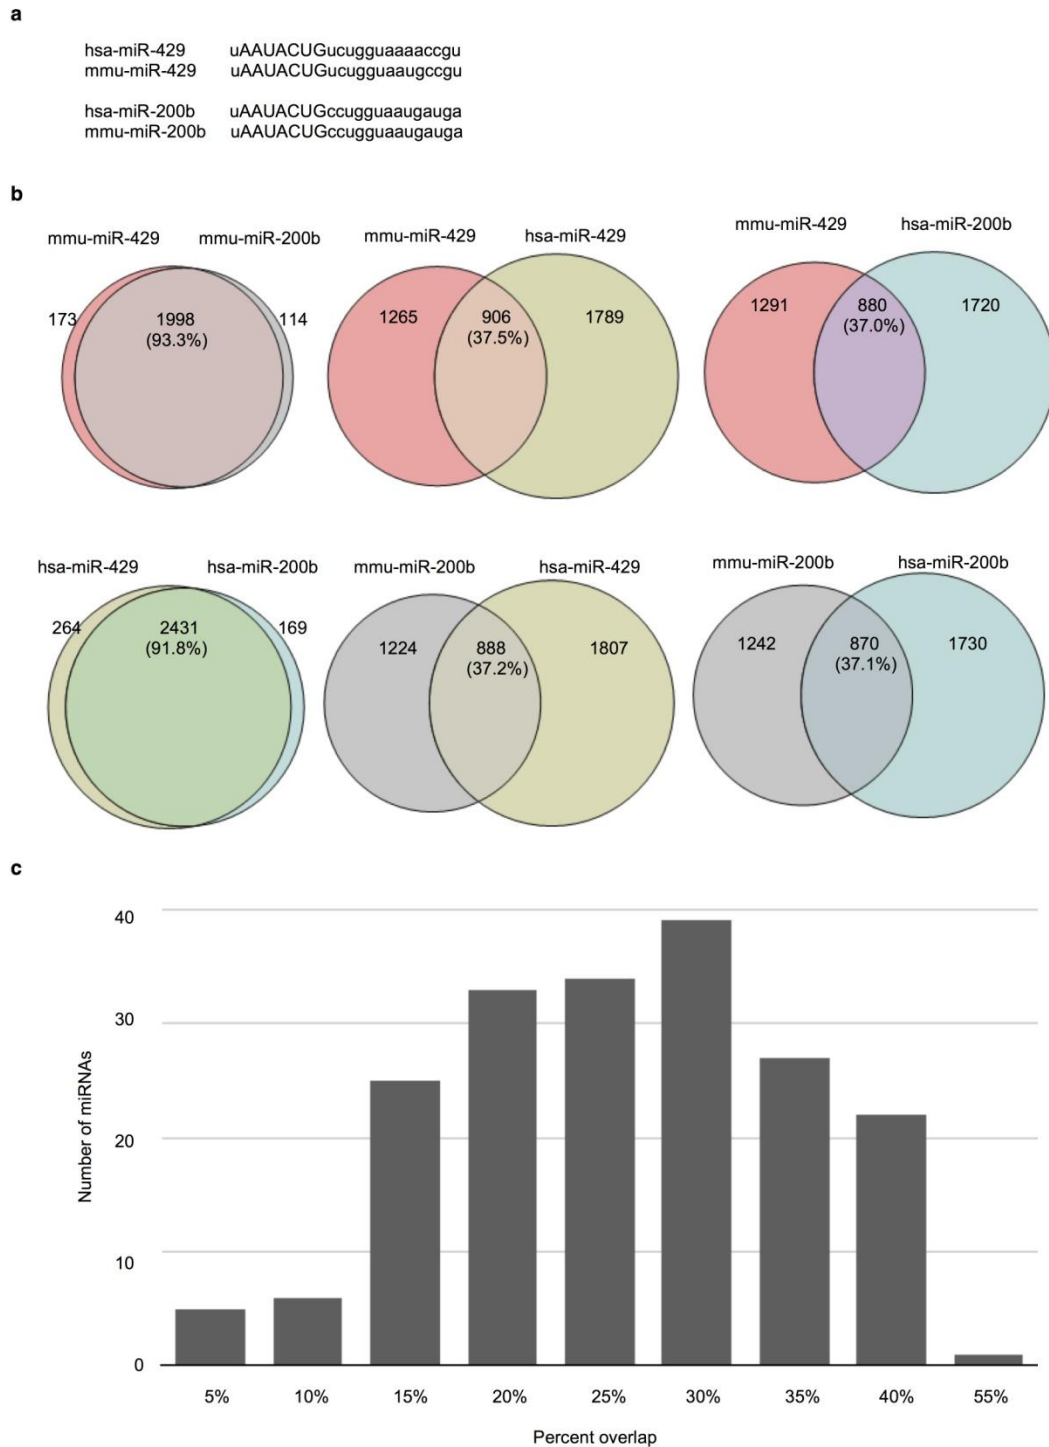 a
hsa-miR-429 uAAUACUGucugguaaaaccgu
mmu-miR-429 uAAUACUGucugguaaugccgu
hsa-miR-200b uAAUACUGccugguaaugauga
mmu-miR-200b uAAUACUGccugguaaugauga
b
mmu-miR-429 mmu-miR-200b
173 1998 114
(93.3%)
mmu-miR-429 hsa-miR-429
1265 906 1789
(37.5%)
mmu-miR-429 hsa-miR-200b
1291 880 1720
(37.0%)
hsa-miR-429 hsa-miR-200b
264 2431 169
(91.8%)
mmu-miR-200b hsa-miR-429
1224 888 1807
(37.2%)
mmu-miR-200b hsa-miR-200b
1242 870 1730
(37.1%)
c
Number of miRNAs
40
30
20
10
0
5% 10% 15% 20% 25% 30% 35% 40% 55%
Percent overlap